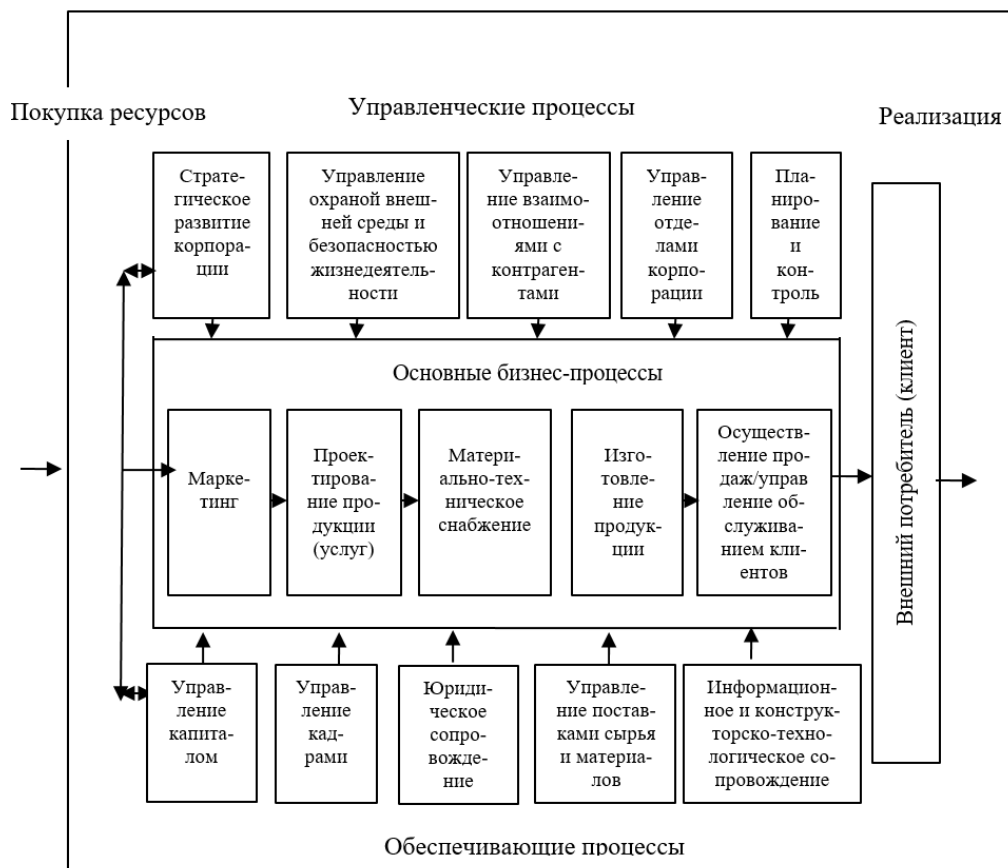 Покупка ресурсов
Управленческие процессы
Реализация
Страте-
гическое
развитие
корпора-
ции
Управление
охраной внеш-
ней среды и
безопасностью
жизнедеятель-
ности
Управле-
ние взаимо-
отношени-
ями с
контраген-
тами
Управ-
ление
отде-
лами
корпо-
рации
Пла-
ниро-
вание
и
кон-
троль
Основные бизнес-процессы
Марке-
тинг
Проек-
тирова-
ние про-
дукции
(услуг)
Матери-
ально-тех-
ническое
снабжение
Изго-
товле-
ние
продук-
ции
Осуществ-
ление про-
даж/управ-
ление об-
служива-
нием кли-
ентов
Внешний потребитель (клиент)
Управ-
ление
капита-
лом
Управ-
ление
кад-
рами
Юриди-
ческое
сопро-
вожде-
ние
Управле-
ние постав-
ками сырья
и материа-
лов
Информацион-
ное и конструк-
торско-техно-
логическое со-
провождение
Обеспечивающие процессы